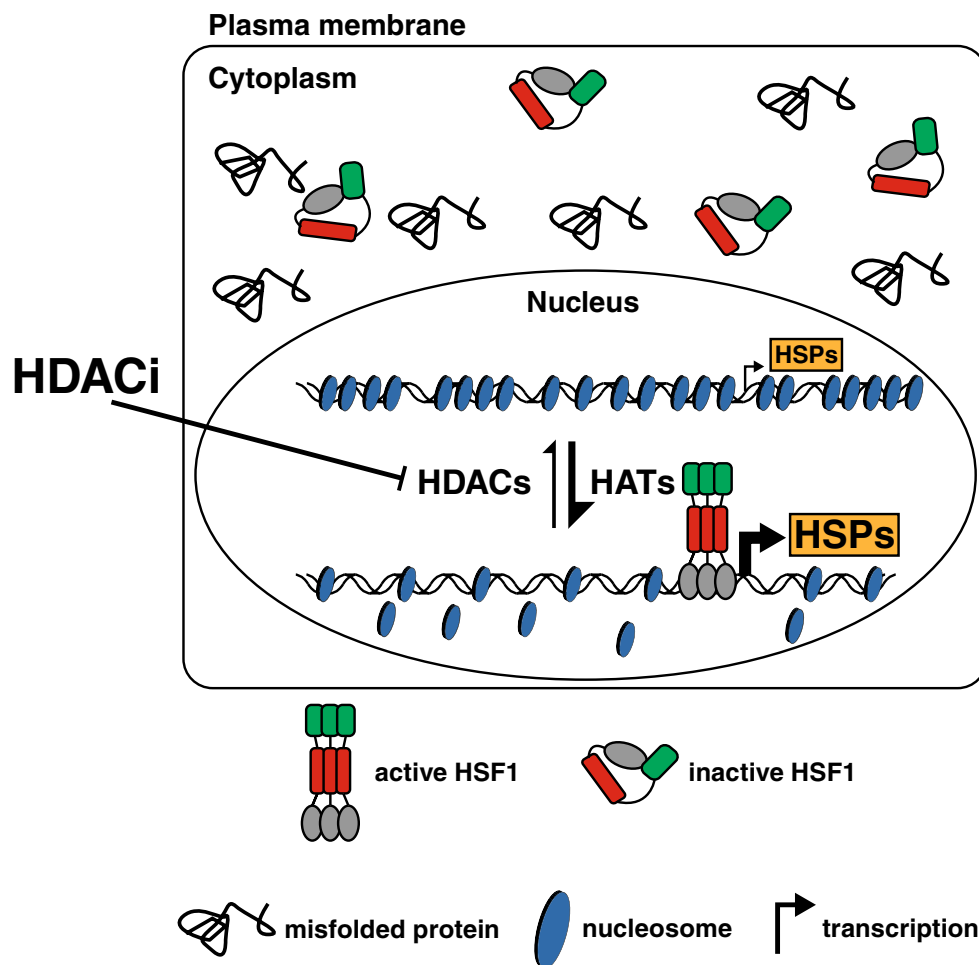 Plasma membrane
Cytoplasm
Nucleus
HSPs
HDACi
HDACs
HATs
HSPs
active HSF1
inactive HSF1
misfolded protein
nucleosome
transcription